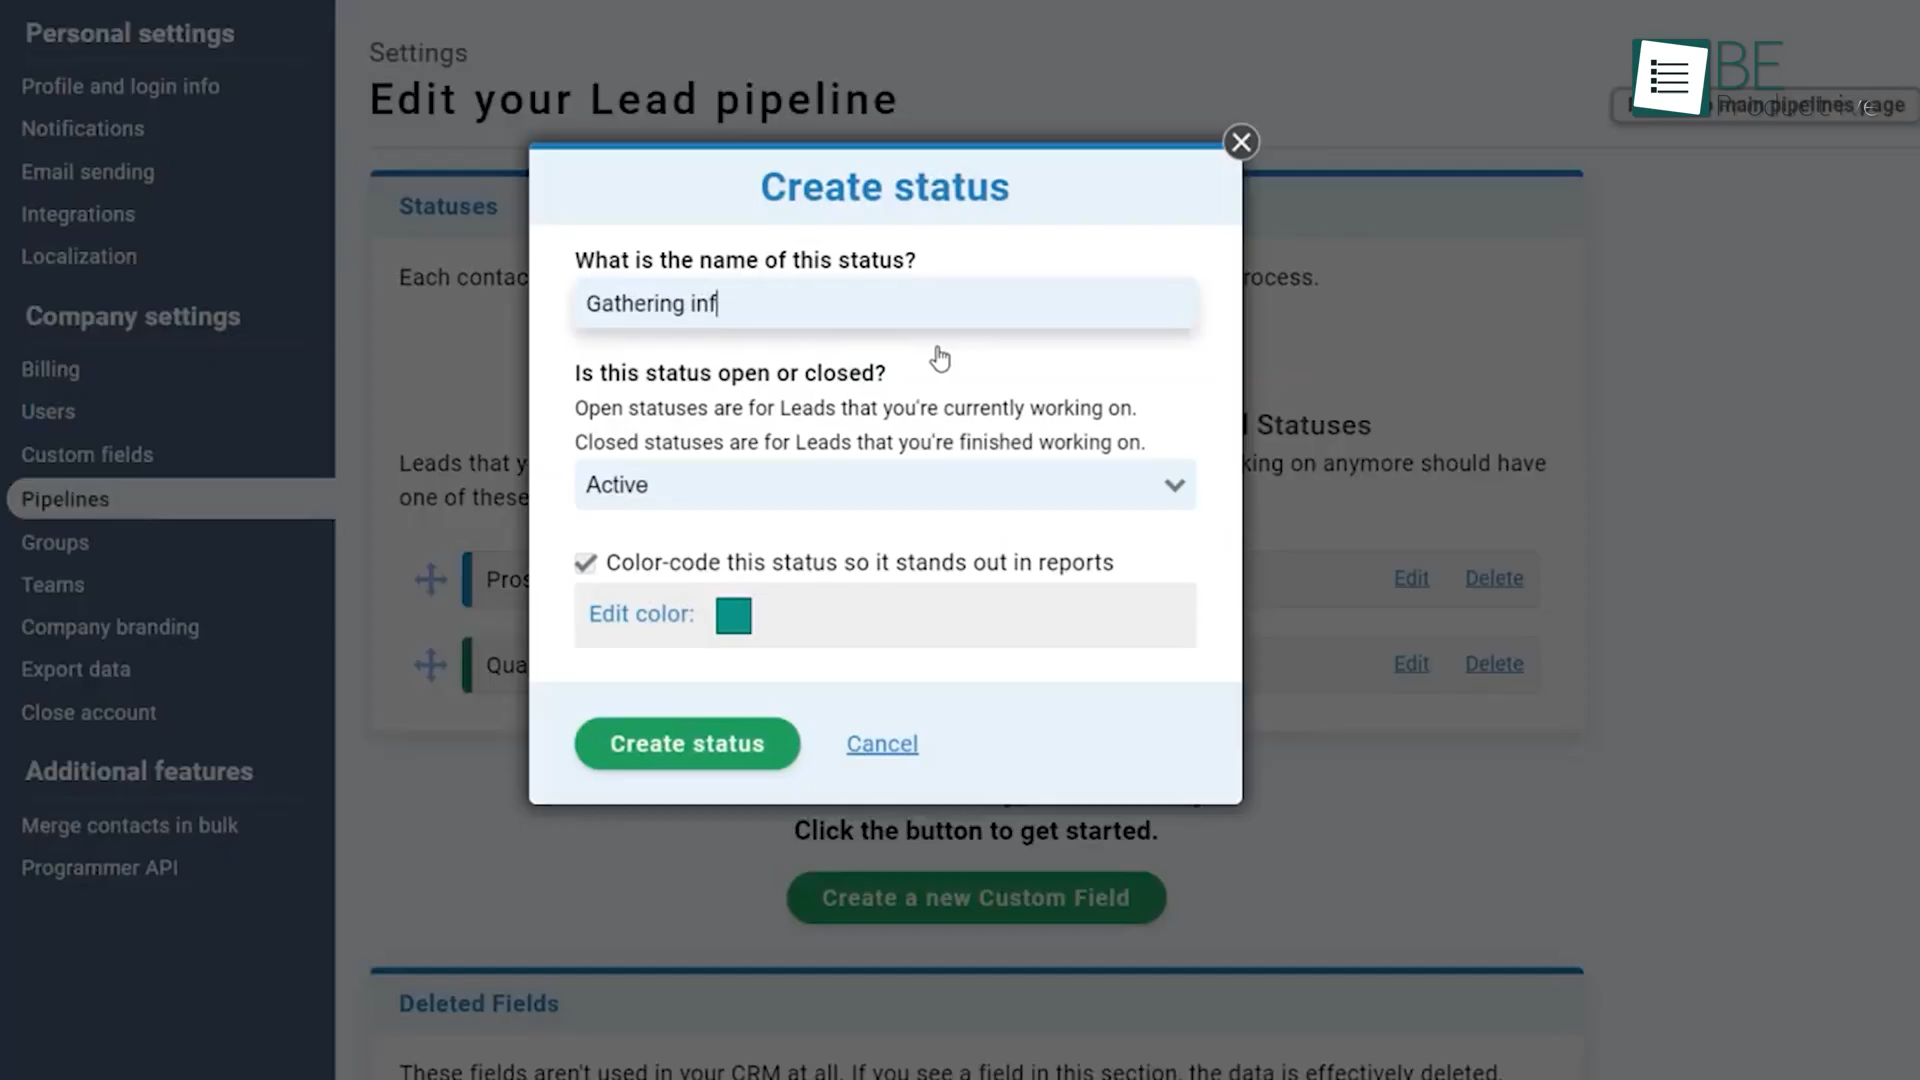 Personal settings
Profile and login info
Notifications
Email sending
Integrations
Localization
Company settings
Billing
Users
Custom fields
Pipelines
Groups
Teams
Company branding
Export data
Close account
Additional features
Merge contacts in bulk
Programmer API
Settings
Edit your Lead pipeline
BE
main pipelines page
Statuses
Each contac
rocess.
Statuses
Leads that y
king on anymore should have
one of these
Pros
Edit Delete
Qua
Edit Delete
Create status
What is the name of this status?
Gathering inf
Is this status open or closed?
Open statuses are for Leads that you're currently working on.
Closed statuses are for Leads that you're finished working on.
Active
Color-code this status so it stands out in reports
Edit color:
Create status Cancel
Click the button to get started.
Create a new Custom Field
Deleted Fields
These fields aren't used in your CRM at all. If you see a field in this section, the data is effectively deleted.